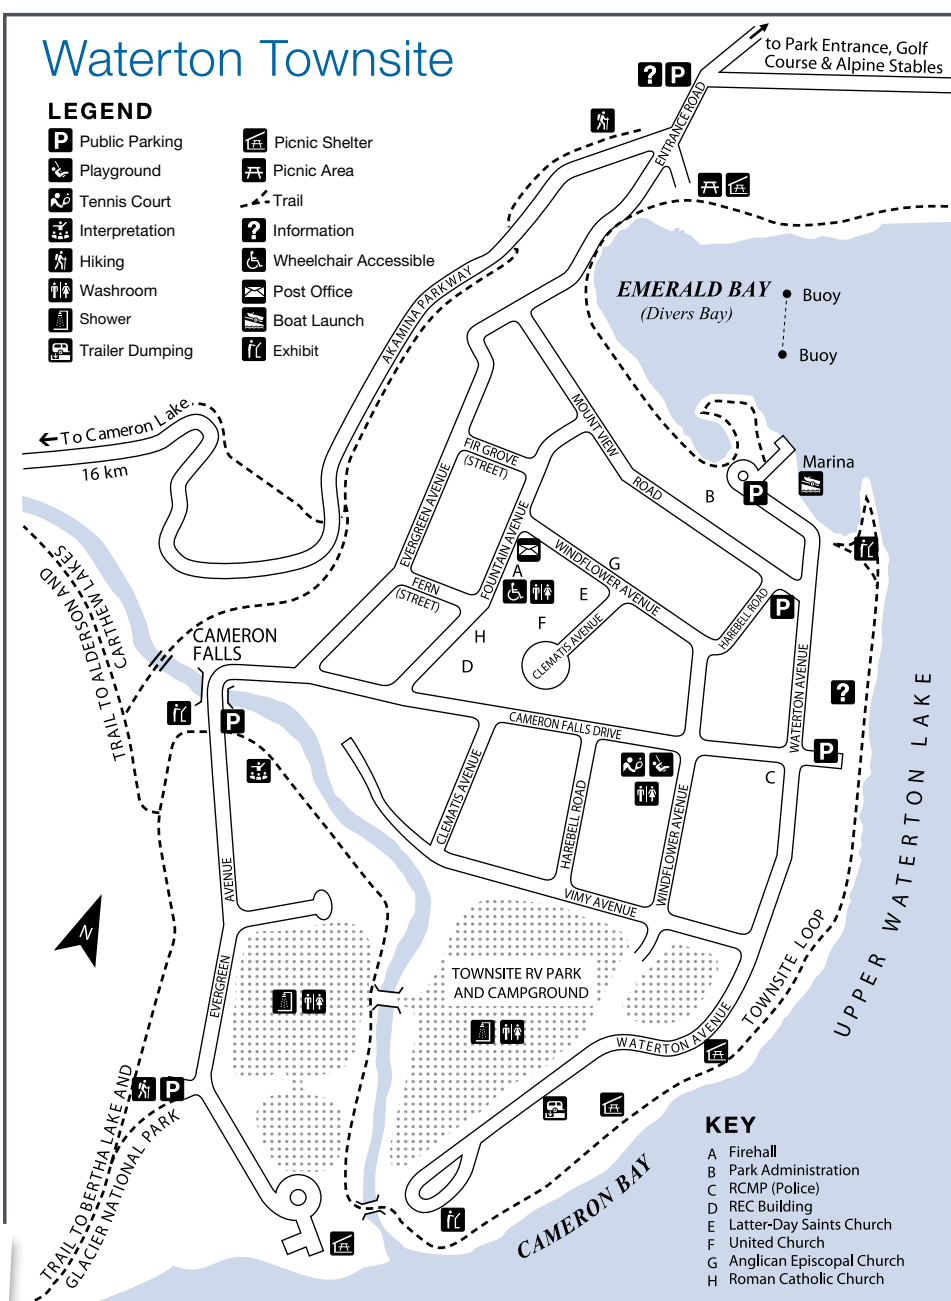 Waterton Townsite
LEGEND
P Public Parking
Playground
Tennis Court
Interpretation
Hiking
Washroom
Shower
Trailer Dumping
Picnic Shelter
Picnic Area
Trail
? Information
Wheelchair Accessible
Post Office
Boat Launch
Exhibit
to Park Entrance, Golf
Course & Alpine Stables
? P
ENTRANCE ROAD
EMERALD BAY
(Divers Bay)
Buoy
Buoy
AKAMINA PARKWAY
To Cameron Lake
16 km
MOUNT VIEW
ROAD
FIR GROVE
(STREET)
Marina
B
P
EVERGREEN AVENUE
FOUNTAIN AVENUE
WINDFLOWER AVENUE
G
A
E
F
H
D
FERN
(STREET)
CLEMATIS AVENUE
HAREBELL ROAD
P
TRAIL TO ALDERSON AND
CARTHEW LAKES
CAMERON
FALLS
P
WATERTON AVENUE
?
P
C
CAMERON FALLS DRIVE
CLEMATIS AVENUE
HAREBELL ROAD
WINDFLOWER AVENUE
VIMY AVENUE
UPPER WATERTON LAKE
N
EVERGREEN
AVENUE
TOWNSITE RV PARK
AND CAMPGROUND
TOWNSITE LOOP
WATERTON AVENUE
P
TRAIL TO BERTHA LAKE AND
GLACIER NATIONAL PARK
CAMERON BAY
KEY
A Firehall
B Park Administration
C RCMP (Police)
D REC Building
E Latter-Day Saints Church
F United Church
G Anglican Episcopal Church
H Roman Catholic Church